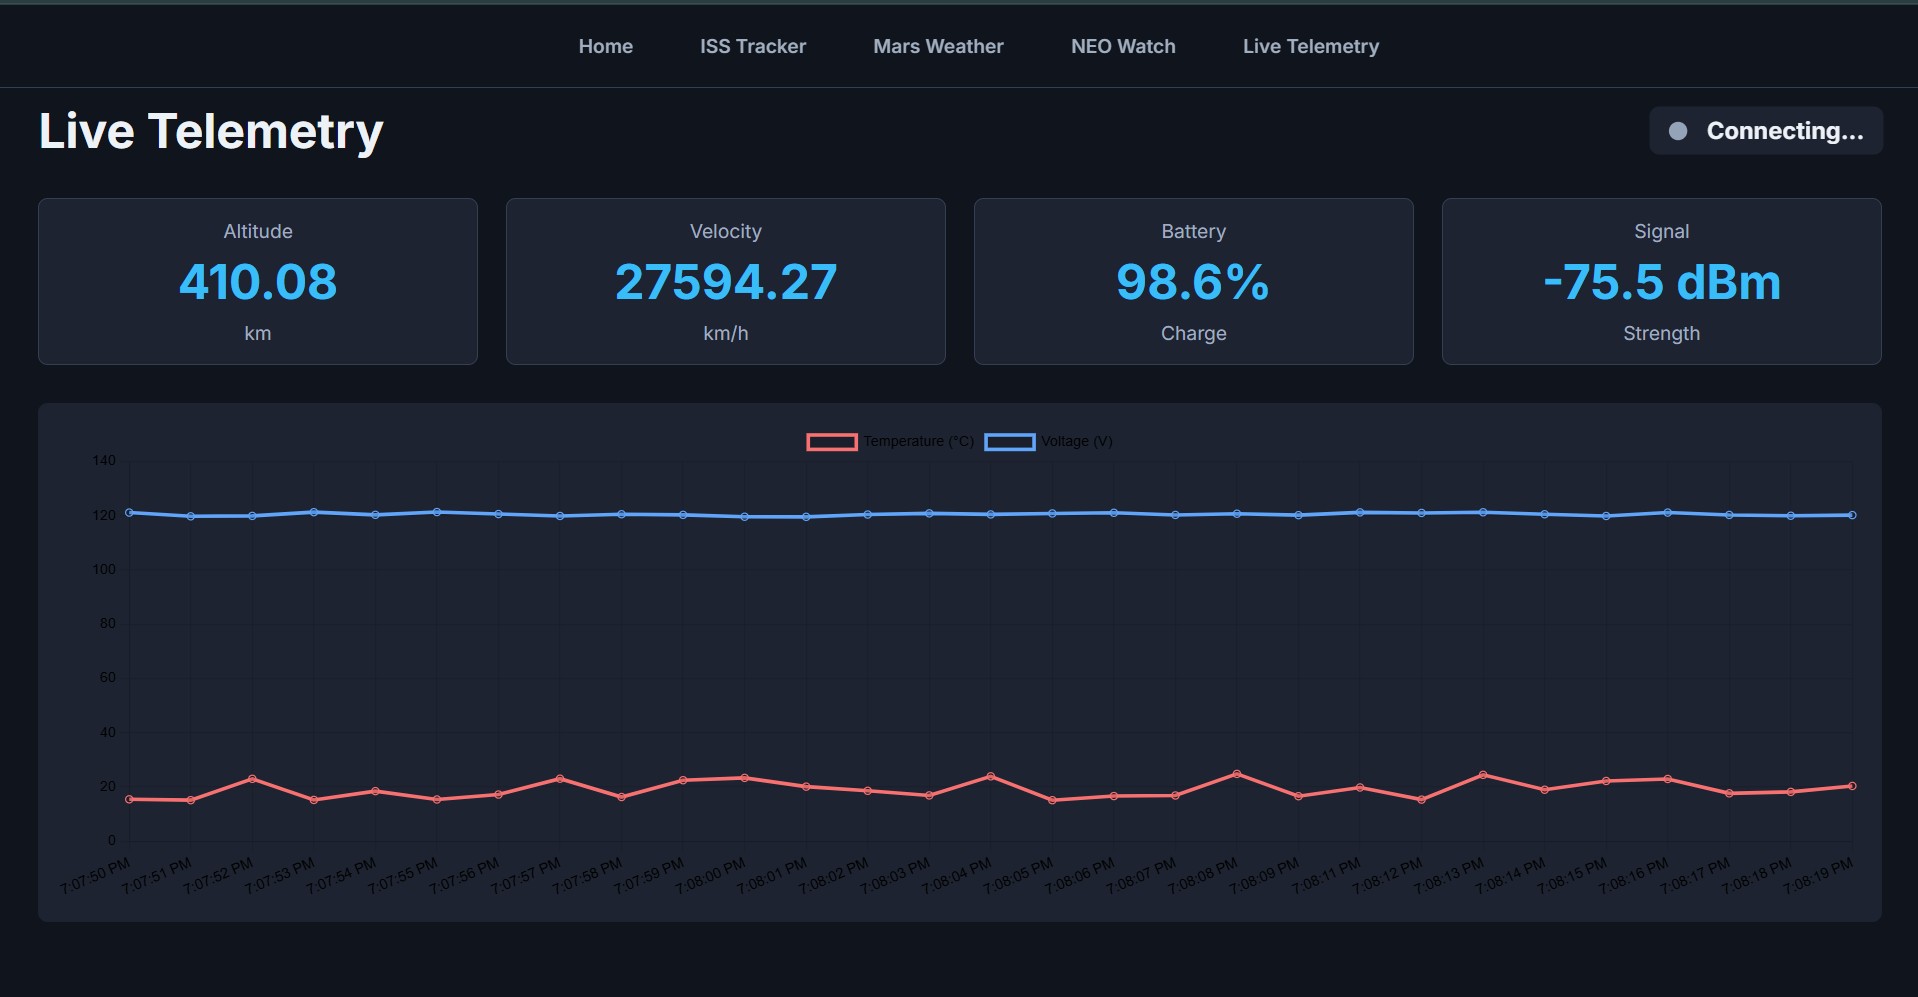 Home ISS Tracker Mars Weather NEO Watch Live Telemetry
Live Telemetry
Connecting...
Altitude
410.08
km
Velocity
27594.27
km/h
Battery
98.6%
Charge
Signal
-75.5 dBm
Strength
Temperature (°C) Voltage (V)
140
120
100
80
60
40
20
0
7:07:50 PM
7:07:51 PM
7:07:52 PM
7:07:53 PM
7:07:54 PM
7:07:55 PM
7:07:56 PM
7:07:57 PM
7:07:58 PM
7:07:59 PM
7:08:00 PM
7:08:01 PM
7:08:02 PM
7:08:03 PM
7:08:04 PM
7:08:05 PM
7:08:06 PM
7:08:07 PM
7:08:08 PM
7:08:09 PM
7:08:11 PM
7:08:12 PM
7:08:13 PM
7:08:14 PM
7:08:15 PM
7:08:16 PM
7:08:17 PM
7:08:18 PM
7:08:19 PM